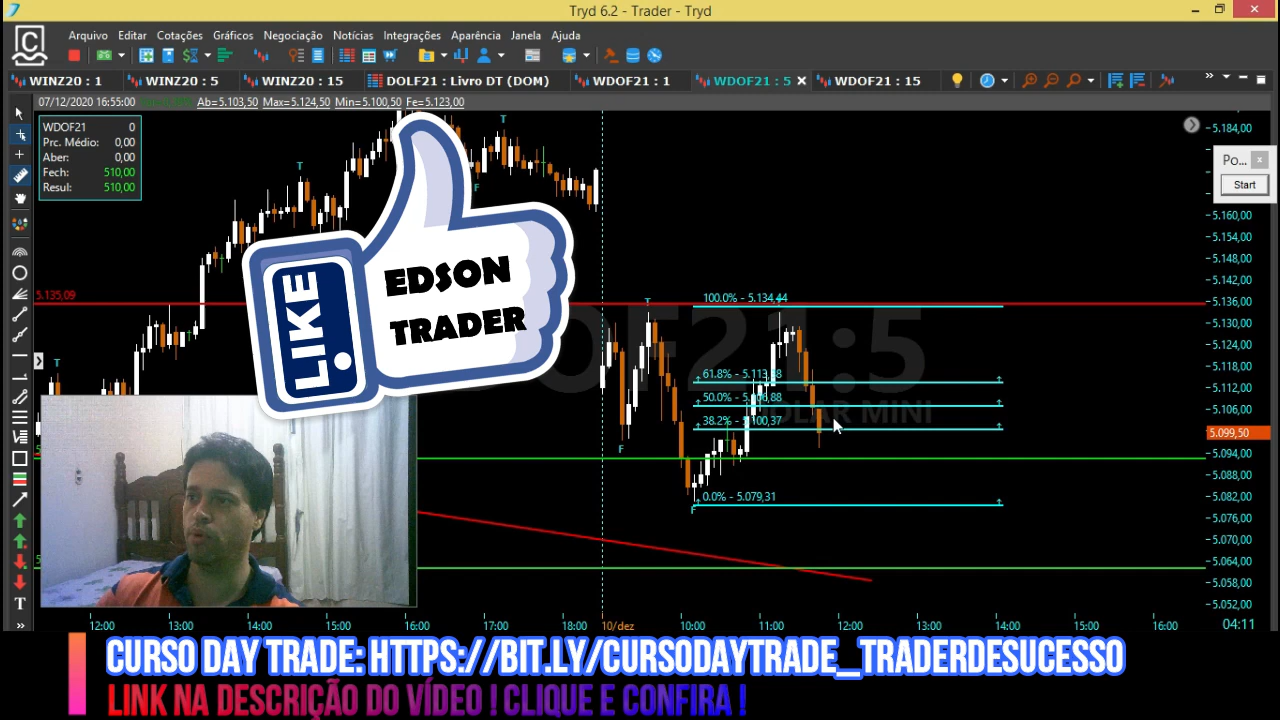 Tryd 6.2 - Trader - Tryd
Arquivo Editar Cotações Gráficos Negociação Notícias Integrações Aparência Janela Ajuda
WINZ20 : 1 WINZ20 : 5 WINZ20 : 15 DOLF21 : Livro DT (DOM) WDOF21 : 1 WDOF21 : 5 WDOF21 : 15
07/12/2020 16:55:00 Ab=5.103,50 Max=5.124,50 Min=5.100,50 Fe=5.123,00
WDOF21 0
Prc. Médio: 0,00
Aber: 0,00
Fech: 510,00
Resul: 510,00
Po...
Start
5.184,00
5.160,00
5.154,00
5.148,00
5.142,00
5.136,00
5.130,00
5.124,00
5.118,00
5.112,00
5.106,00
5.099,50
5.094,00
5.088,00
5.082,00
5.076,00
5.070,00
5.064,00
5.058,00
5.052,00
5.135,09
LIKE
EDSON
TRADER
100.0% - 5.134,44
61.8%
50.0%
38.2% - 5.100,37
0.0% - 5.079,31
12:00 13:00 14:00 15:00 16:00 17:00 18:00 10/dez 10:00 11:00 12:00 13:00 14:00 15:00 16:00
04:11
T
CURSO DAY TRADE: HTTPS://BIT.LY/CURSODAYTRADE_TRADERDESUCESSO
LINK NA DESCRIÇÃO DO VÍDEO ! CLIQUE E CONFIRA !